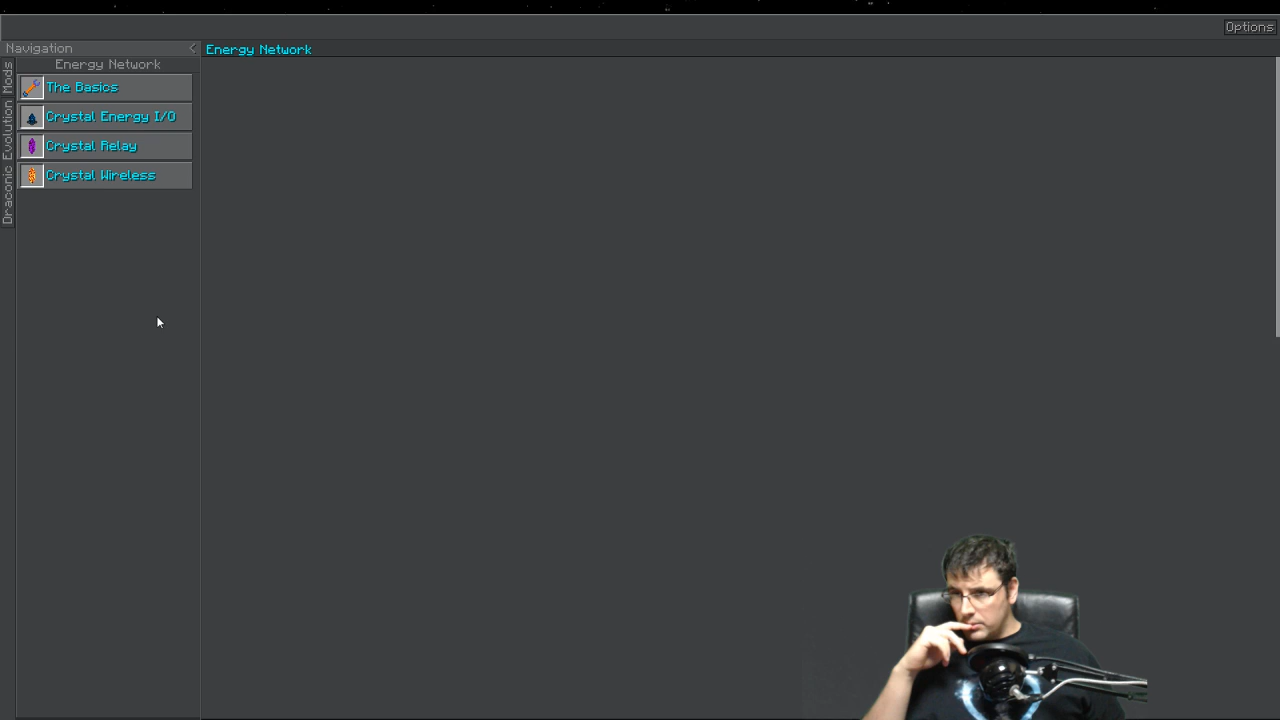 Options
Navigation
Energy Network
Energy Network
The Basics
Crystal Energy I/O
Crystal Relay
Crystal Wireless
Mods
Draconic Evolution